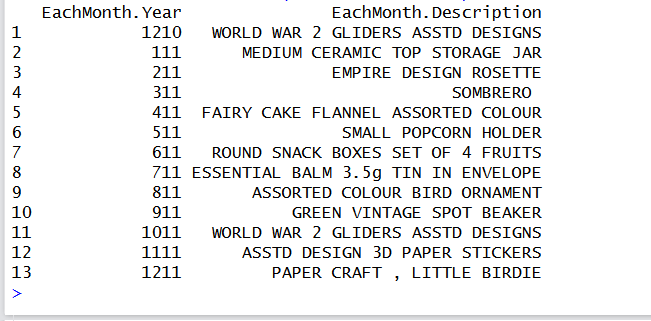 EachMonth.Year EachMonth.Description
1 1210 WORLD WAR 2 GLIDERS ASSTD DESIGNS
2 111 MEDIUM CERAMIC TOP STORAGE JAR
3 211 EMPIRE DESIGN ROSETTE
4 311 SOMBRERO
5 411 FAIRY CAKE FLANNEL ASSORTED COLOUR
6 511 SMALL POPCORN HOLDER
7 611 ROUND SNACK BOXES SET OF 4 FRUITS
8 711 ESSENTIAL BALM 3.5g TIN IN ENVELOPE
9 811 ASSORTED COLOUR BIRD ORNAMENT
10 911 GREEN VINTAGE SPOT BEAKER
11 1011 WORLD WAR 2 GLIDERS ASSTD DESIGNS
12 1111 ASSTD DESIGN 3D PAPER STICKERS
13 1211 PAPER CRAFT , LITTLE BIRDIE
>